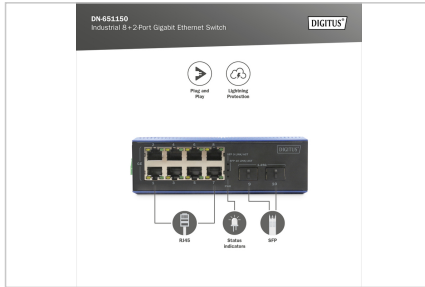 DN-651150
Industrial 8+2-Port Gigabit Ethernet Switch
DIGITUS®
Plug and
Play
Lightning
Protection
DIGITUS
RJ45
Status
indicators
SFP